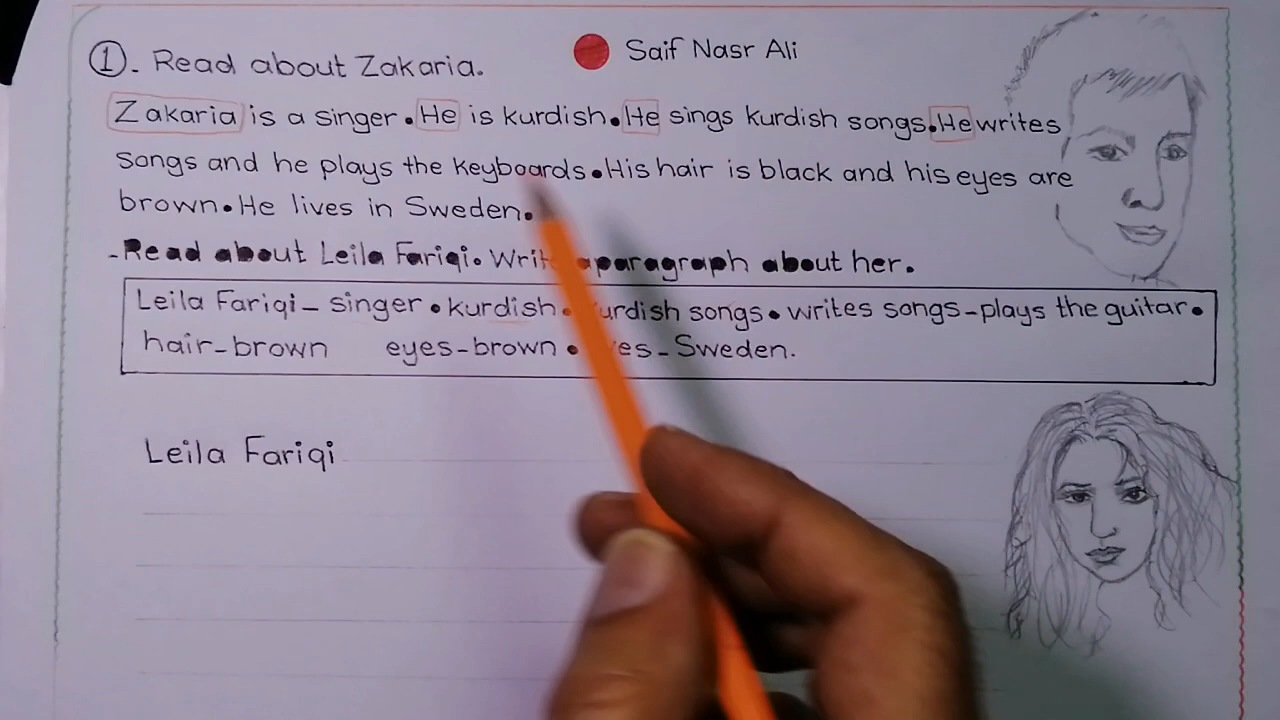 ①. Read about Zakaria.
Saif Nasr Ali
Zakaria is a singer. He is kurdish. He sings kurdish songs. He writes
songs and he plays the keyboards. His hair is black and his eyes are
brown. He lives in Sweden.
-Read about Leila Fariqi. Write a paragraph about her.
Leila Fariqi - singer. kurdish. kurdish songs. writes songs-plays the guitar.
hair-brown eyes-brown. Sweden.
Leila Fariqi